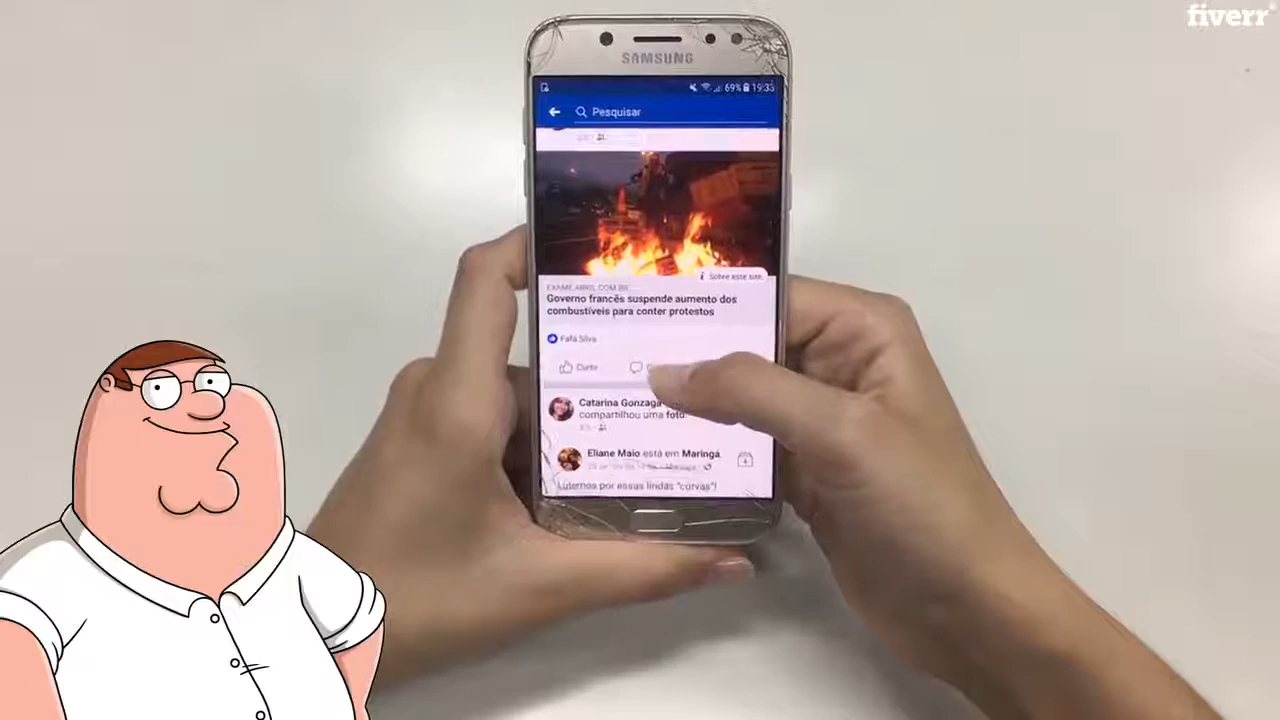 fiverr
SAMSUNG
69% 19:33
Pesquisar
Sobre este site
EXAME.ABRIL.COM.BR
Governo francês suspende aumento dos
combustíveis para conter protestos
Fafá Silva
Curtir
Catarina Gonzaga
compartilhou uma foto.
Eliane Maio está em Maringá.
Lutemos por essas lindas "curvas"!